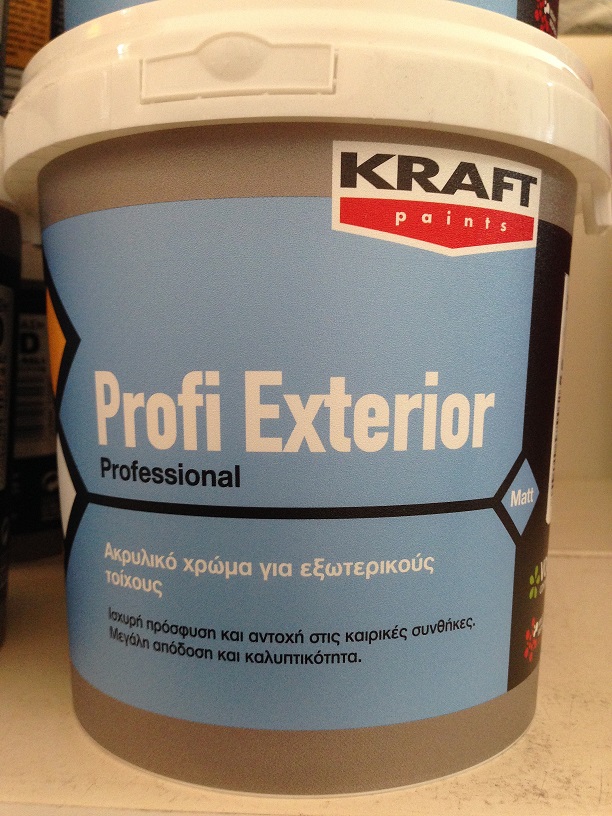 KRAFT
paints
Profi Exterior
Professional
Matt
Ακρυλικό χρώμα για εξωτερικούς
τοίχους
Ισχυρή πρόσφυση και αντοχή στις καιρικές συνθήκες.
Μεγάλη απόδοση και καλυπτικότητα.